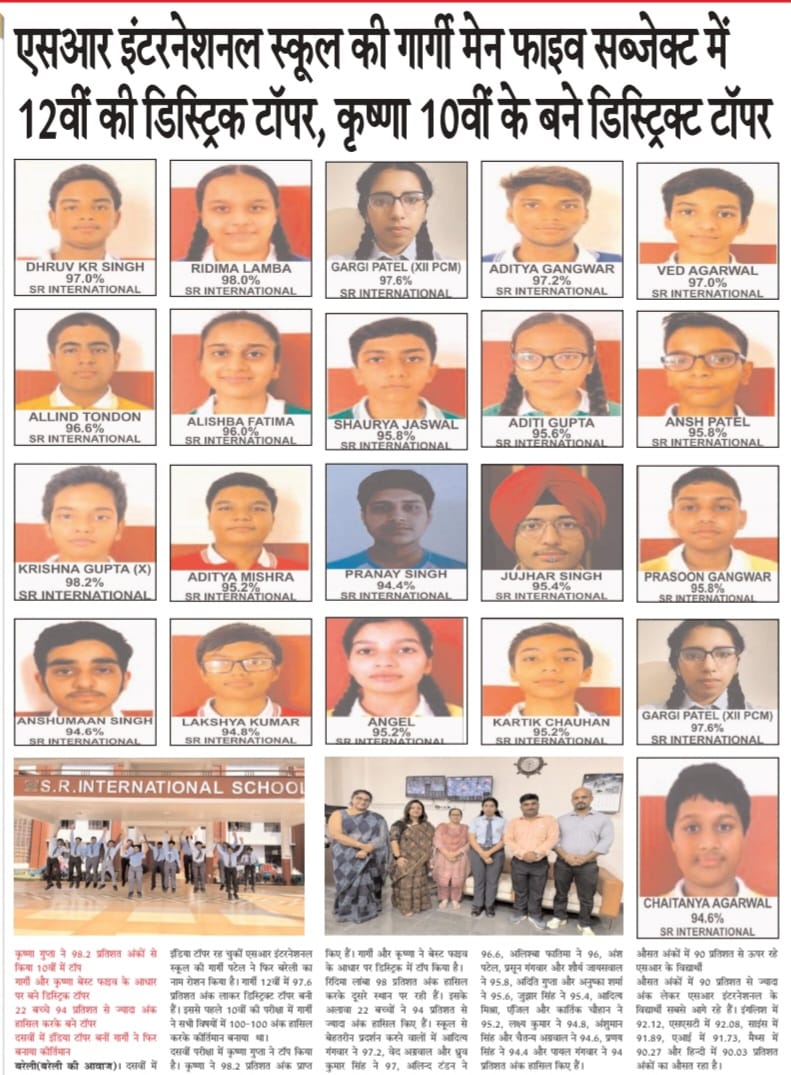 एसआर इंटरनेशनल स्कूल की गार्गी मेन फाइव सब्जेक्ट में
12वीं की डिस्ट्रिक टॉपर, कृष्णा 10वीं के बने डिस्ट्रिक्ट टॉपर
DHRUV KR SINGH
97.0%
SR INTERNATIONAL
RIDIMA LAMBA
98.0%
SR INTERNATIONAL
GARGI PATEL (XII PCM)
97.6%
SR INTERNATIONAL
ADITYA GANGWAR
97.2%
SR INTERNATIONAL
VED AGARWAL
97.0%
SR INTERNATIONAL
ALLIND TONDON
96.6%
SR INTERNATIONAL
ALISHBA FATIMA
96.0%
SR INTERNATIONAL
SHAURYA JASWAL
95.8%
SR INTERNATIONAL
ADITI GUPTA
95.6%
SR INTERNATIONAL
ANSH PATEL
95.8%
SR INTERNATIONAL
KRISHNA GUPTA (X)
98.2%
SR INTERNATIONAL
ADITYA MISHRA
95.2%
SR INTERNATIONAL
PRANAY SINGH
94.4%
SR INTERNATIONAL
JUJHAR SINGH
95.4%
SR INTERNATIONAL
PRASOON GANGWAR
95.8%
SR INTERNATIONAL
ANSHUMAAN SINGH
94.6%
SR INTERNATIONAL
LAKSHYA KUMAR
94.8%
SR INTERNATIONAL
ANGEL
95.2%
SR INTERNATIONAL
KARTIK CHAUHAN
95.2%
SR INTERNATIONAL
GARGI PATEL (XII PCM)
97.6%
SR INTERNATIONAL
S.R.INTERNATIONAL SCHOOL
CHAITANYA AGARWAL
94.6%
SR INTERNATIONAL
कृष्णा गुप्ता ने 98.2 प्रतिशत अंकों से
किया 10वीं में टॉप
गार्गी और कृष्णा बेस्ट फाइव के आधार
पर बने डिस्ट्रिक टॉपर
22 बच्चे 94 प्रतिशत से ज्यादा अंक
हासिल करके बने टॉपर
दसवीं में इंडिया टॉपर बनीं गार्गी ने फिर
बनाया कीर्तिमान
बरेली(बरेली की आवाज)। दसवीं में
इंडिया टॉपर रह चुकीं एसआर इंटरनेशनल
स्कूल की गार्गी पटेल ने फिर बरेली का
नाम रोशन किया है। गार्गी 12वीं में 97.6
प्रतिशत अंक लाकर डिस्ट्रिक्ट टॉपर बनी
हैं। इससे पहले 10वीं की परीक्षा में गार्गी
ने सभी विषयों में 100-100 अंक हासिल
करके कीर्तिमान बनाया था।
दसवीं परीक्षा में कृष्णा गुप्ता ने टॉप किया
है। कृष्णा ने 98.2 प्रतिशत अंक प्राप्त
किए हैं। गार्गी और कृष्णा ने बेस्ट फाइव
के आधार पर डिस्ट्रिक में टॉप किया है।
रिदिमा लांबा 98 प्रतिशत अंक हासिल
करके दूसरे स्थान पर रही हैं। इसके
अलावा 22 बच्चों ने 94 प्रतिशत से
ज्यादा अंक हासिल किए हैं। स्कूल से
बेहतरीन प्रदर्शन करने वालों में आदित्य
गंगवार ने 97.2, वेद अग्रवाल और ध्रुव
कुमार सिंह ने 97, अलिन्द टंडन ने
96.6, अलिश्बा फातिमा ने 96, अंश
पटेल, प्रसून गंगवार और शौर्य जायसवाल
ने 95.8, अदिति गुप्ता और अनुष्का शर्मा
ने 95.6, जुझार सिंह ने 95.4, आदित्य
मिश्रा, एंजिल और कार्तिक चौहान ने
95.2, लक्ष्य कुमार ने 94.8, अंशुमान
सिंह और चैतन्य अग्रवाल ने 94.6, प्रणय
सिंह ने 94.4 और पायल गंगवार ने 94
प्रतिशत अंक हासिल किए हैं।
औसत अंकों में 90 प्रतिशत से ऊपर रहे
एसआर के विद्यार्थी
औसत अंकों में 90 प्रतिशत से ज्यादा
अंक लेकर एसआर इंटरनेशनल के
विद्यार्थी सबसे आगे रहे हैं। इंगलिश में
92.12, एसएसटी में 92.08, साइंस में
91.89, एआई में 91.73, मैथ्स में
90.27 और हिन्दी में 90.03 प्रतिशत
अंकों का औसत रहा है।